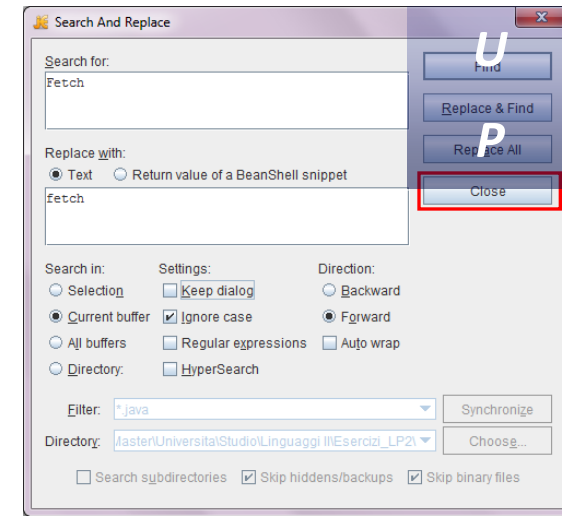 Search And Replace
U
Search for:
Find
Fetch
Replace & Find
P
Replace with:
Replace All
Text Return value of a BeanShell snippet
Close
fetch
Search in: Settings: Direction:
Selection Keep dialog Backward
Current buffer Ignore case Forward
All buffers Regular expressions Auto wrap
Directory: HyperSearch
Filter: *.java Synchronize
Directory: Master\Universita\Studio\Linguaggi II\Esercizi_LP2\ Choose...
Search subdirectories Skip hiddens/backups Skip binary files